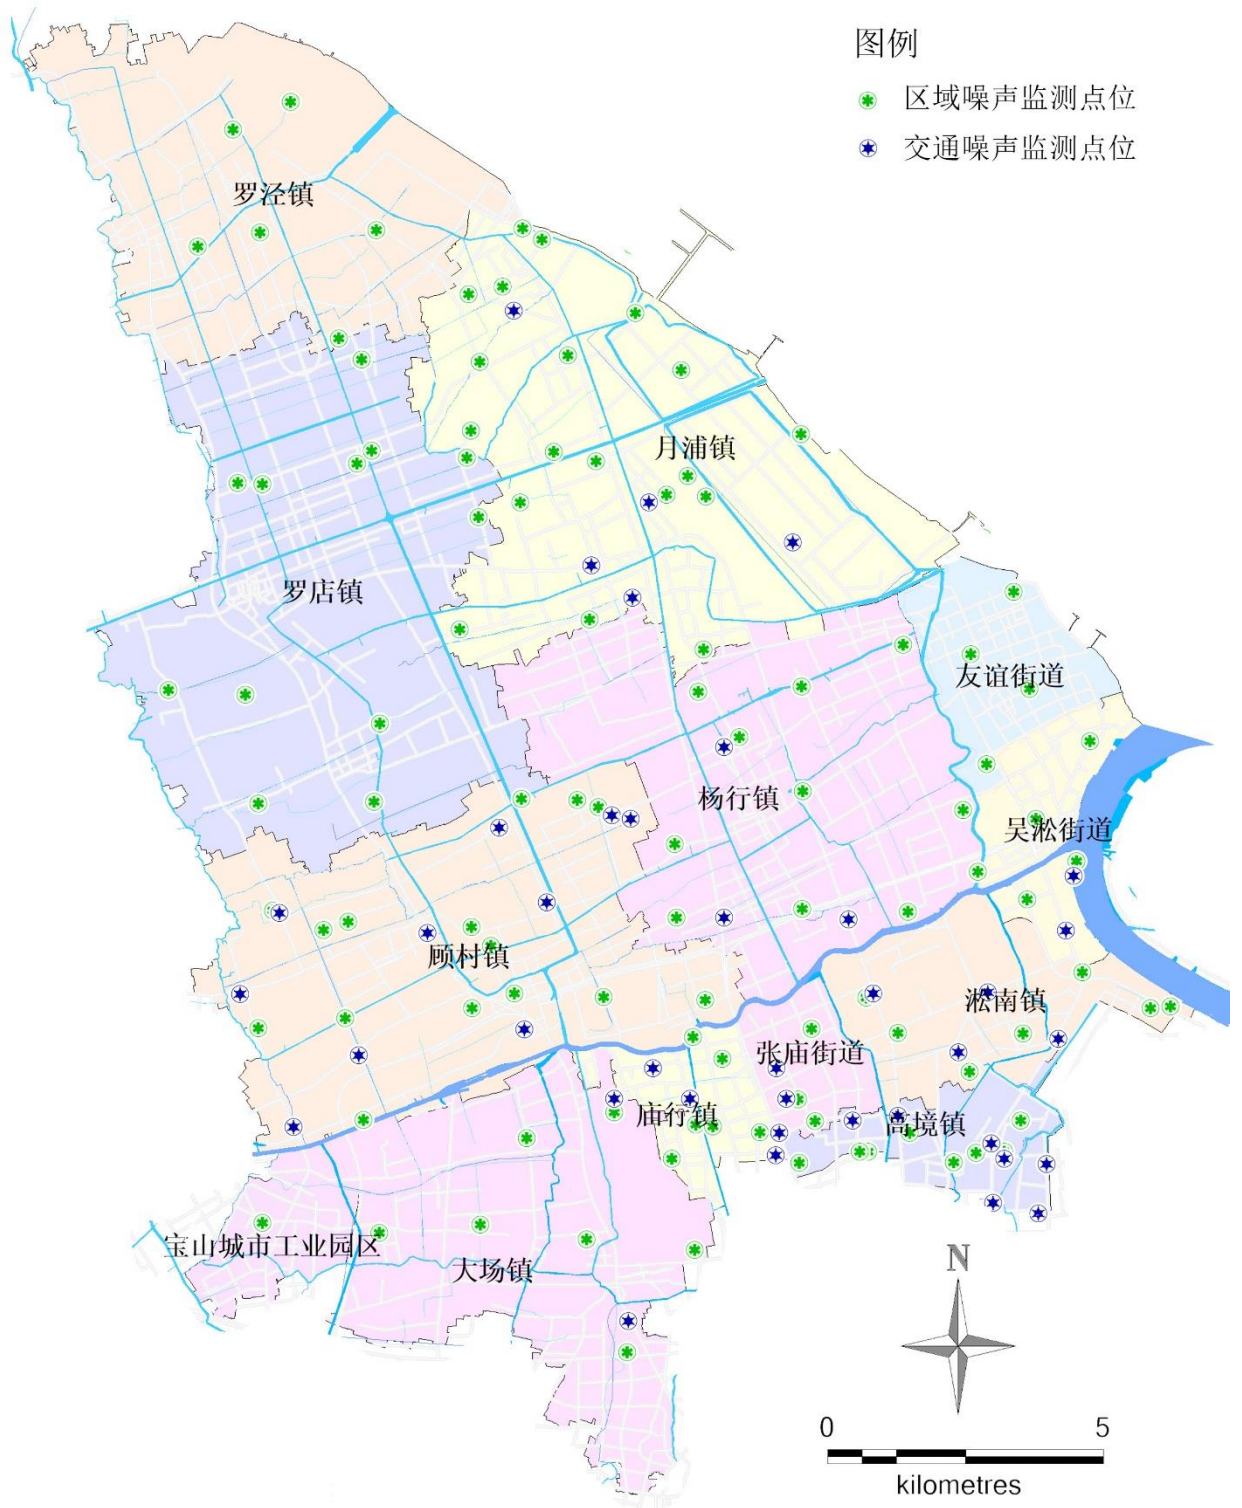 图例
区域噪声监测点位
交通噪声监测点位
罗泾镇
月浦镇
罗店镇
友谊街道
杨行镇
吴淞街道
顾村镇
淞南镇
张庙街道
庙行镇
高境镇
宝山城市工业园区
大场镇
N
0 5
kilometres